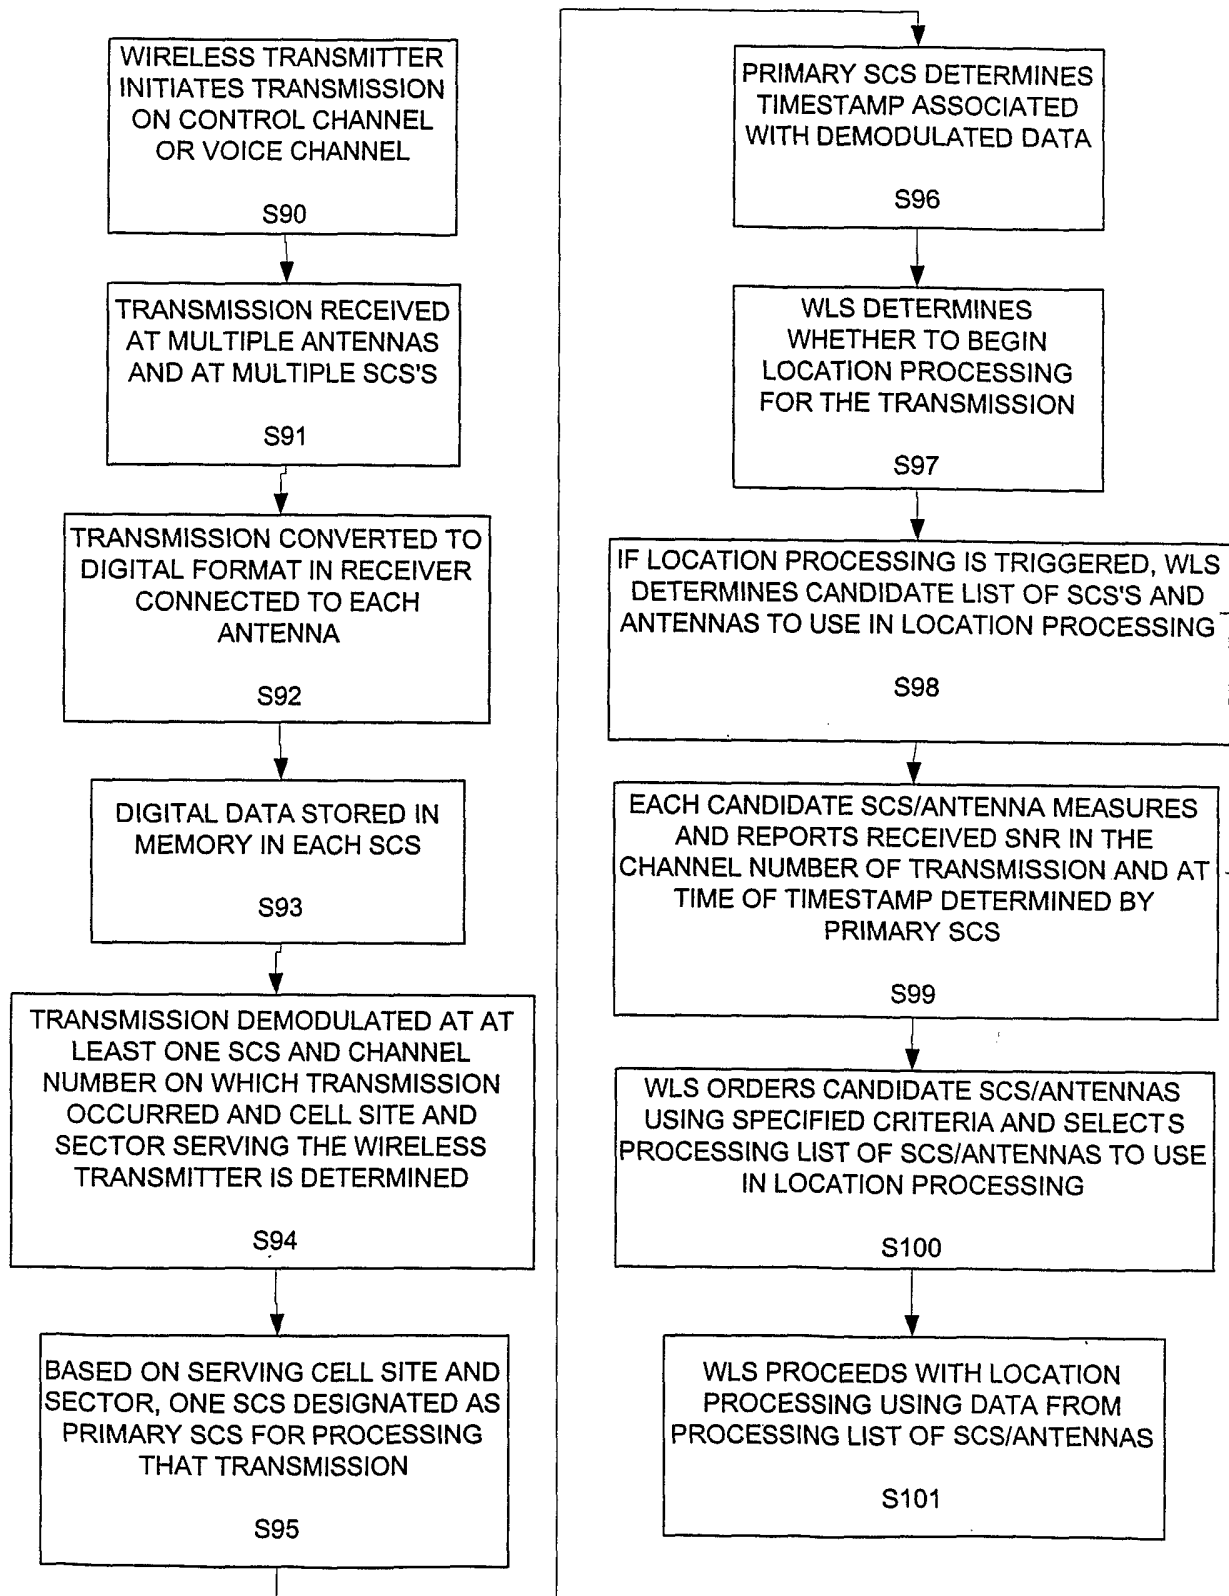 WIRELESS TRANSMITTER
INITIATES TRANSMISSION
ON CONTROL CHANNEL
OR VOICE CHANNEL
S90
TRANSMISSION RECEIVED
AT MULTIPLE ANTENNAS
AND AT MULTIPLE SCS'S
S91
TRANSMISSION CONVERTED TO
DIGITAL FORMAT IN RECEIVER
CONNECTED TO EACH
ANTENNA
S92
DIGITAL DATA STORED IN
MEMORY IN EACH SCS
S93
TRANSMISSION DEMODULATED AT AT
LEAST ONE SCS AND CHANNEL
NUMBER ON WHICH TRANSMISSION
OCCURRED AND CELL SITE AND
SECTOR SERVING THE WIRELESS
TRANSMITTER IS DETERMINED
S94
BASED ON SERVING CELL SITE AND
SECTOR, ONE SCS DESIGNATED AS
PRIMARY SCS FOR PROCESSING
THAT TRANSMISSION
S95
PRIMARY SCS DETERMINES
TIMESTAMP ASSOCIATED
WITH DEMODULATED DATA
S96
WLS DETERMINES
WHETHER TO BEGIN
LOCATION PROCESSING
FOR THE TRANSMISSION
S97
IF LOCATION PROCESSING IS TRIGGERED, WLS
DETERMINES CANDIDATE LIST OF SCS'S AND
ANTENNAS TO USE IN LOCATION PROCESSING
S98
EACH CANDIDATE SCS/ANTENNA MEASURES
AND REPORTS RECEIVED SNR IN THE
CHANNEL NUMBER OF TRANSMISSION AND AT
TIME OF TIMESTAMP DETERMINED BY
PRIMARY SCS
S99
WLS ORDERS CANDIDATE SCS/ANTENNAS
USING SPECIFIED CRITERIA AND SELECTS
PROCESSING LIST OF SCS/ANTENNAS TO USE
IN LOCATION PROCESSING
S100
WLS PROCEEDS WITH LOCATION
PROCESSING USING DATA FROM
PROCESSING LIST OF SCS/ANTENNAS
S101